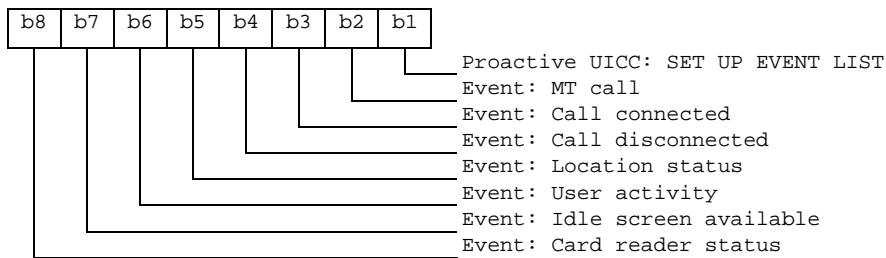 b8 b7 b6 b5 b4 b3 b2 b1
Proactive UICC: SET UP EVENT LIST
Event: MT call
Event: Call connected
Event: Call disconnected
Event: Location status
Event: User activity
Event: Idle screen available
Event: Card reader status